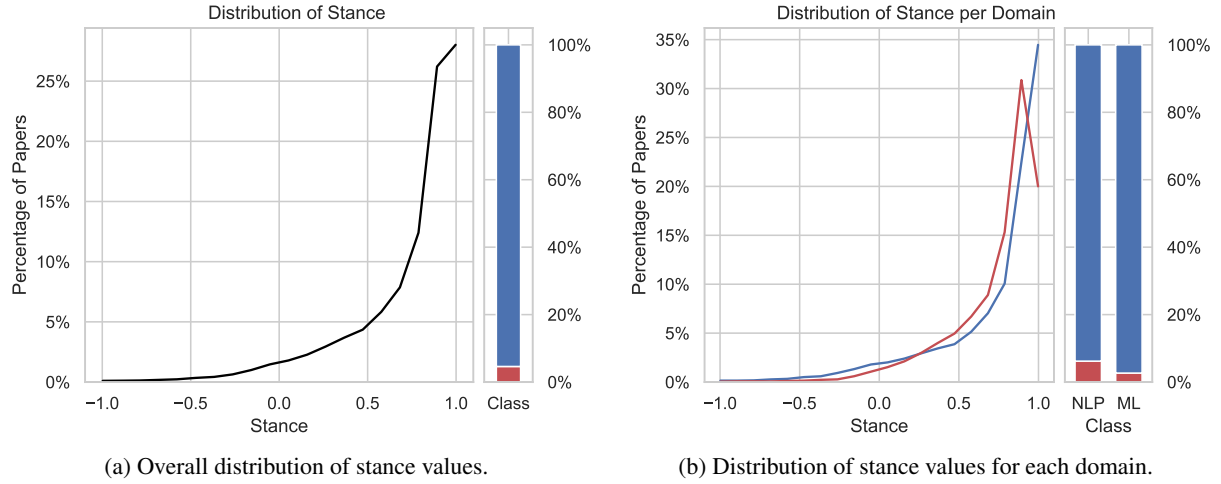 Distribution of Stance
Percentage of Papers
25%
20%
15%
10%
5%
0%
−1.0 −0.5 0.0 0.5 1.0
Stance
100%
80%
60%
40%
20%
0%
Class
(a) Overall distribution of stance values.
Distribution of Stance per Domain
Percentage of Papers
35%
30%
25%
20%
15%
10%
5%
0%
−1.0 −0.5 0.0 0.5 1.0
Stance
100%
80%
60%
40%
20%
0%
NLP ML
Class
(b) Distribution of stance values for each domain.